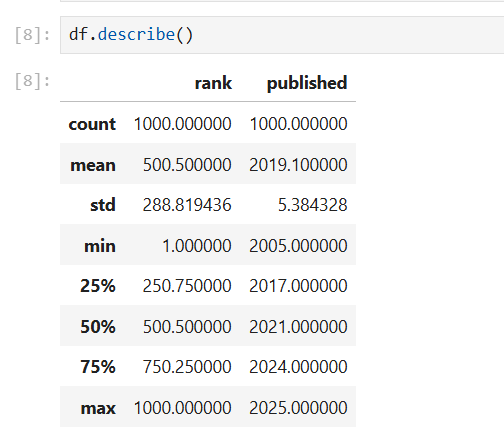 [8]: df.describe()
[8]:
rank published
count 1000.000000 1000.000000
mean 500.500000 2019.100000
std 288.819436 5.384328
min 1.000000 2005.000000
25% 250.750000 2017.000000
50% 500.500000 2021.000000
75% 750.250000 2024.000000
max 1000.000000 2025.000000